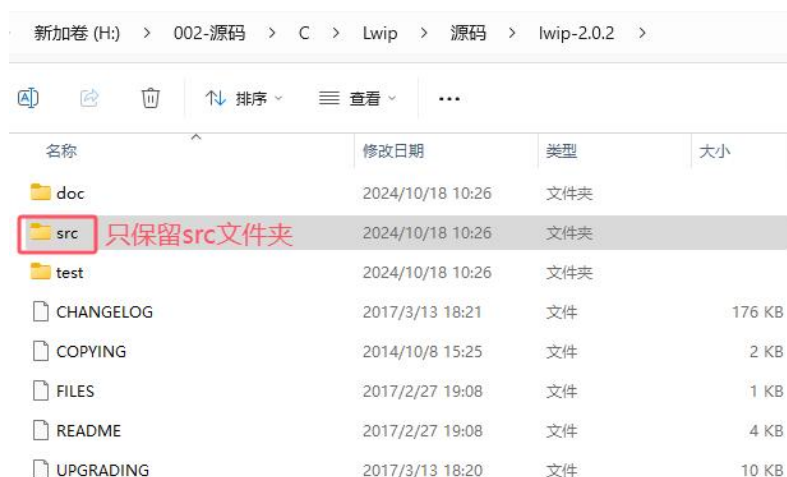 新加卷 (H:) > 002-源码 > C > Lwip > 源码 > lwip-2.0.2 >
A 排序 查看 ...
名称 修改日期 类型 大小
doc 2024/10/18 10:26 文件夹
src 只保留src文件夹 2024/10/18 10:26 文件夹
test 2024/10/18 10:26 文件夹
CHANGELOG 2017/3/13 18:21 文件 176 KB
COPYING 2014/10/8 15:25 文件 2 KB
FILES 2017/2/27 19:08 文件 1 KB
README 2017/2/27 19:08 文件 4 KB
UPGRADING 2017/3/13 18:20 文件 10 KB